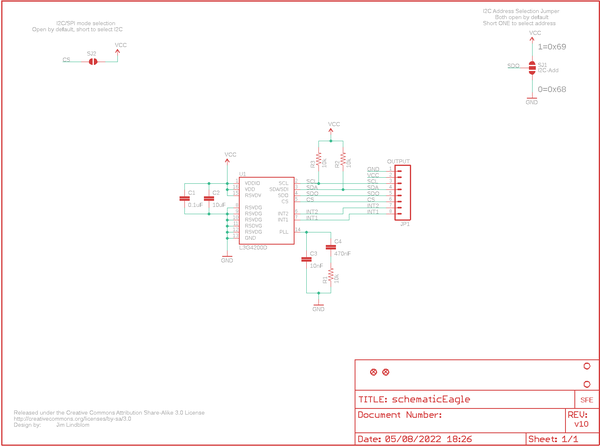 I2C/SPI mode selection
Open by default, short to select I2C
CS
SJ2
VCC
I2C Address Selection Jumper
Both open by default
Short ONE to select address
VCC
1=0x69
SDO
SJ1
I2C Add
0=0x68
GND
VCC
R3
10k
R2
10k
VCC
U1
VDDIO
VDD
RSVDV
RSVDG
RSVDG
RSVDG
RSVDG
RSVDG
GND
SCL
SDA/SDI
SDO
CS
INT2
INT1
PLL
L3G4200D
C1
0.1uF
C2
10uF
GND
SCL
SDA
SDO
CS
INT2
INT1
14
OUTPUT
GND
VCC
SCL
SDA
SDO
CS
INT2
INT1
JP1
C4
470nF
C3
10nF
R1
10k
GND
Released under the Creative Commons Attribution Share-Alike 3.0 License
http://creativecommons.org/licenses/by-sa/3.0
Design by: Jim Lindblom
TITLE: schematicEagle
SFE
Document Number:
REV:
v10
Date: 05/08/2022 18:26
Sheet: 1/1